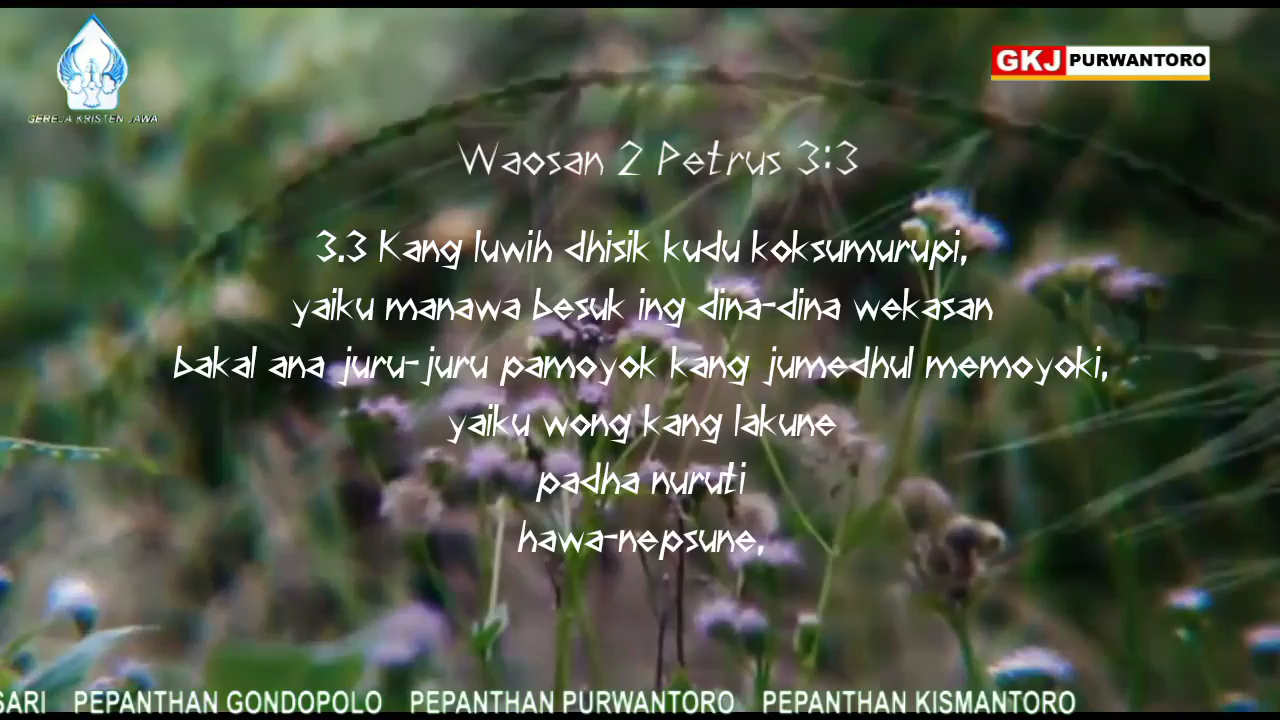 GEREJA KRISTEN JAWA
GKJ PURWANTORO
Waosan 2 Petrus 3:3
3.3 Kang luwih dhisik kudu koksumurupi,
yaiku manawa besuk ing dina-dina wekasan
bakal ana juru-juru pamoyok kang jumedhul memoyoki,
yaiku wong kang lakune
padha nuruti
hawa-nepsune,
SARI PEPANTHAN GONDOPOLO PEPANTHAN PURWANTORO PEPANTHAN KISMANTORO